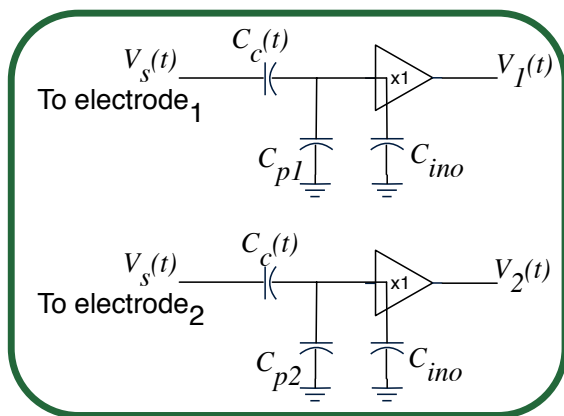 C_c(t)
V_s(t) x1 V_1(t)
To electrode_1
C_p1 C_ino
C_c(t)
V_s(t) x1 V_2(t)
To electrode_2
C_p2 C_ino